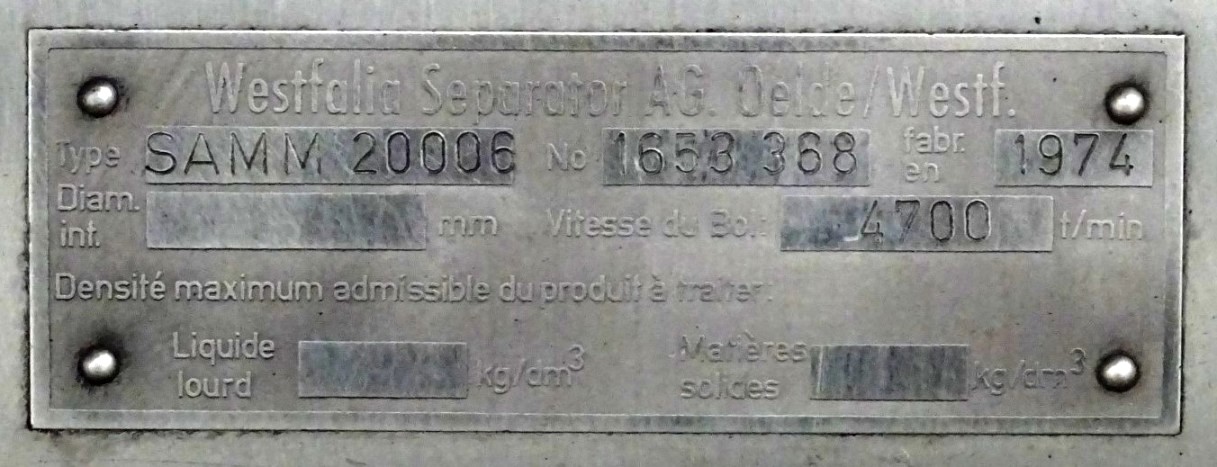 Westfalia Separator AG. Oelde/Westf.
Type SAMM 20006 No 1653 368 fabr. en 1974
Diam. int. mm Vitesse du Bol: 4700 t/min
Densité maximum admissible du produit à traiter:
Liquide lourd kg/dm³ Matières solides kg/dm³